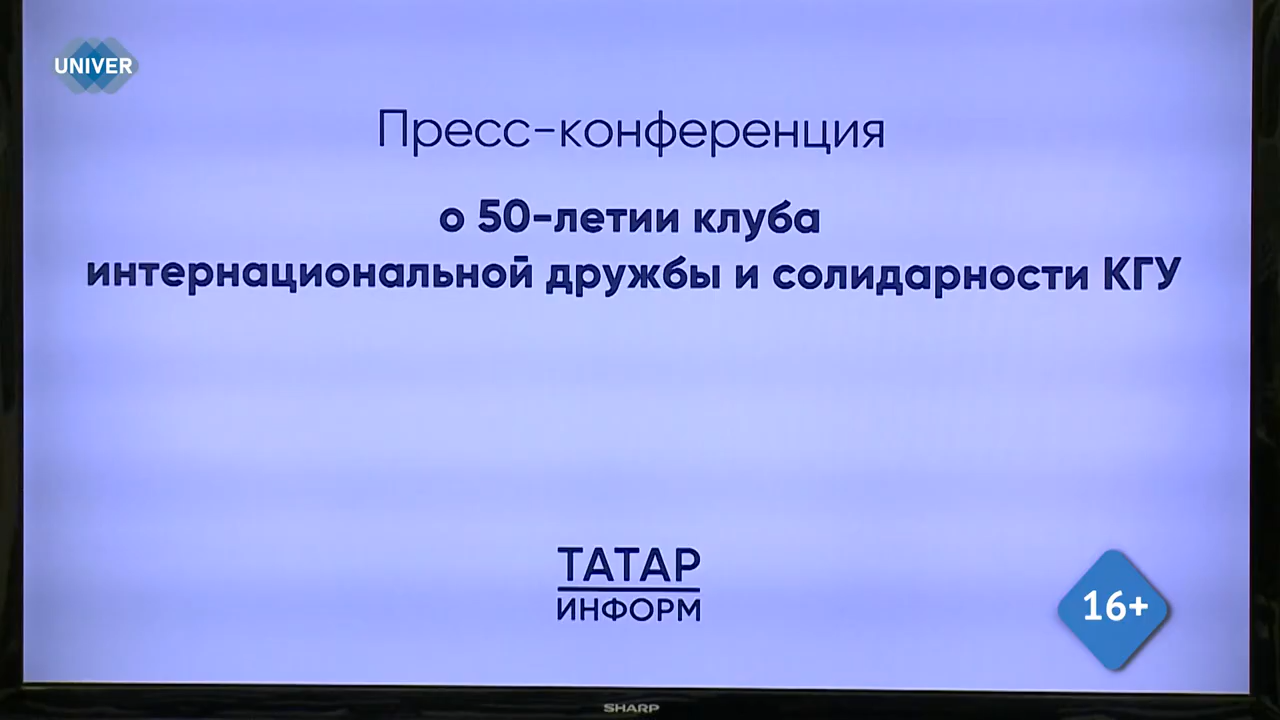 UNIVER
Пресс-конференция
о 50-летии клуба
интернациональной дружбы и солидарности КГУ
ТАТАР
ИНФОРМ
16+
SHARP